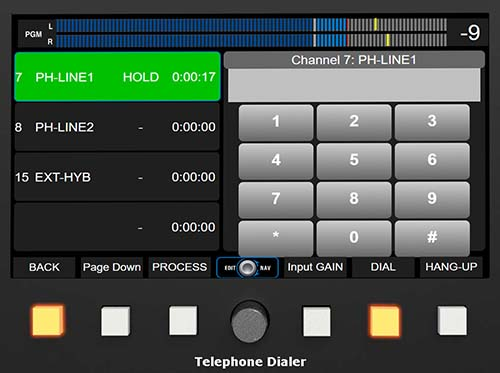 PGM L R -9
7 PH-LINE1 HOLD 0:00:17
8 PH-LINE2 - 0:00:00
15 EXT-HYB - 0:00:00
- 0:00:00
Channel 7: PH-LINE1
1 2 3
4 5 6
7 8 9
* 0 #
BACK Page Down PROCESS EDIT NAV Input GAIN DIAL HANG-UP
Telephone Dialer